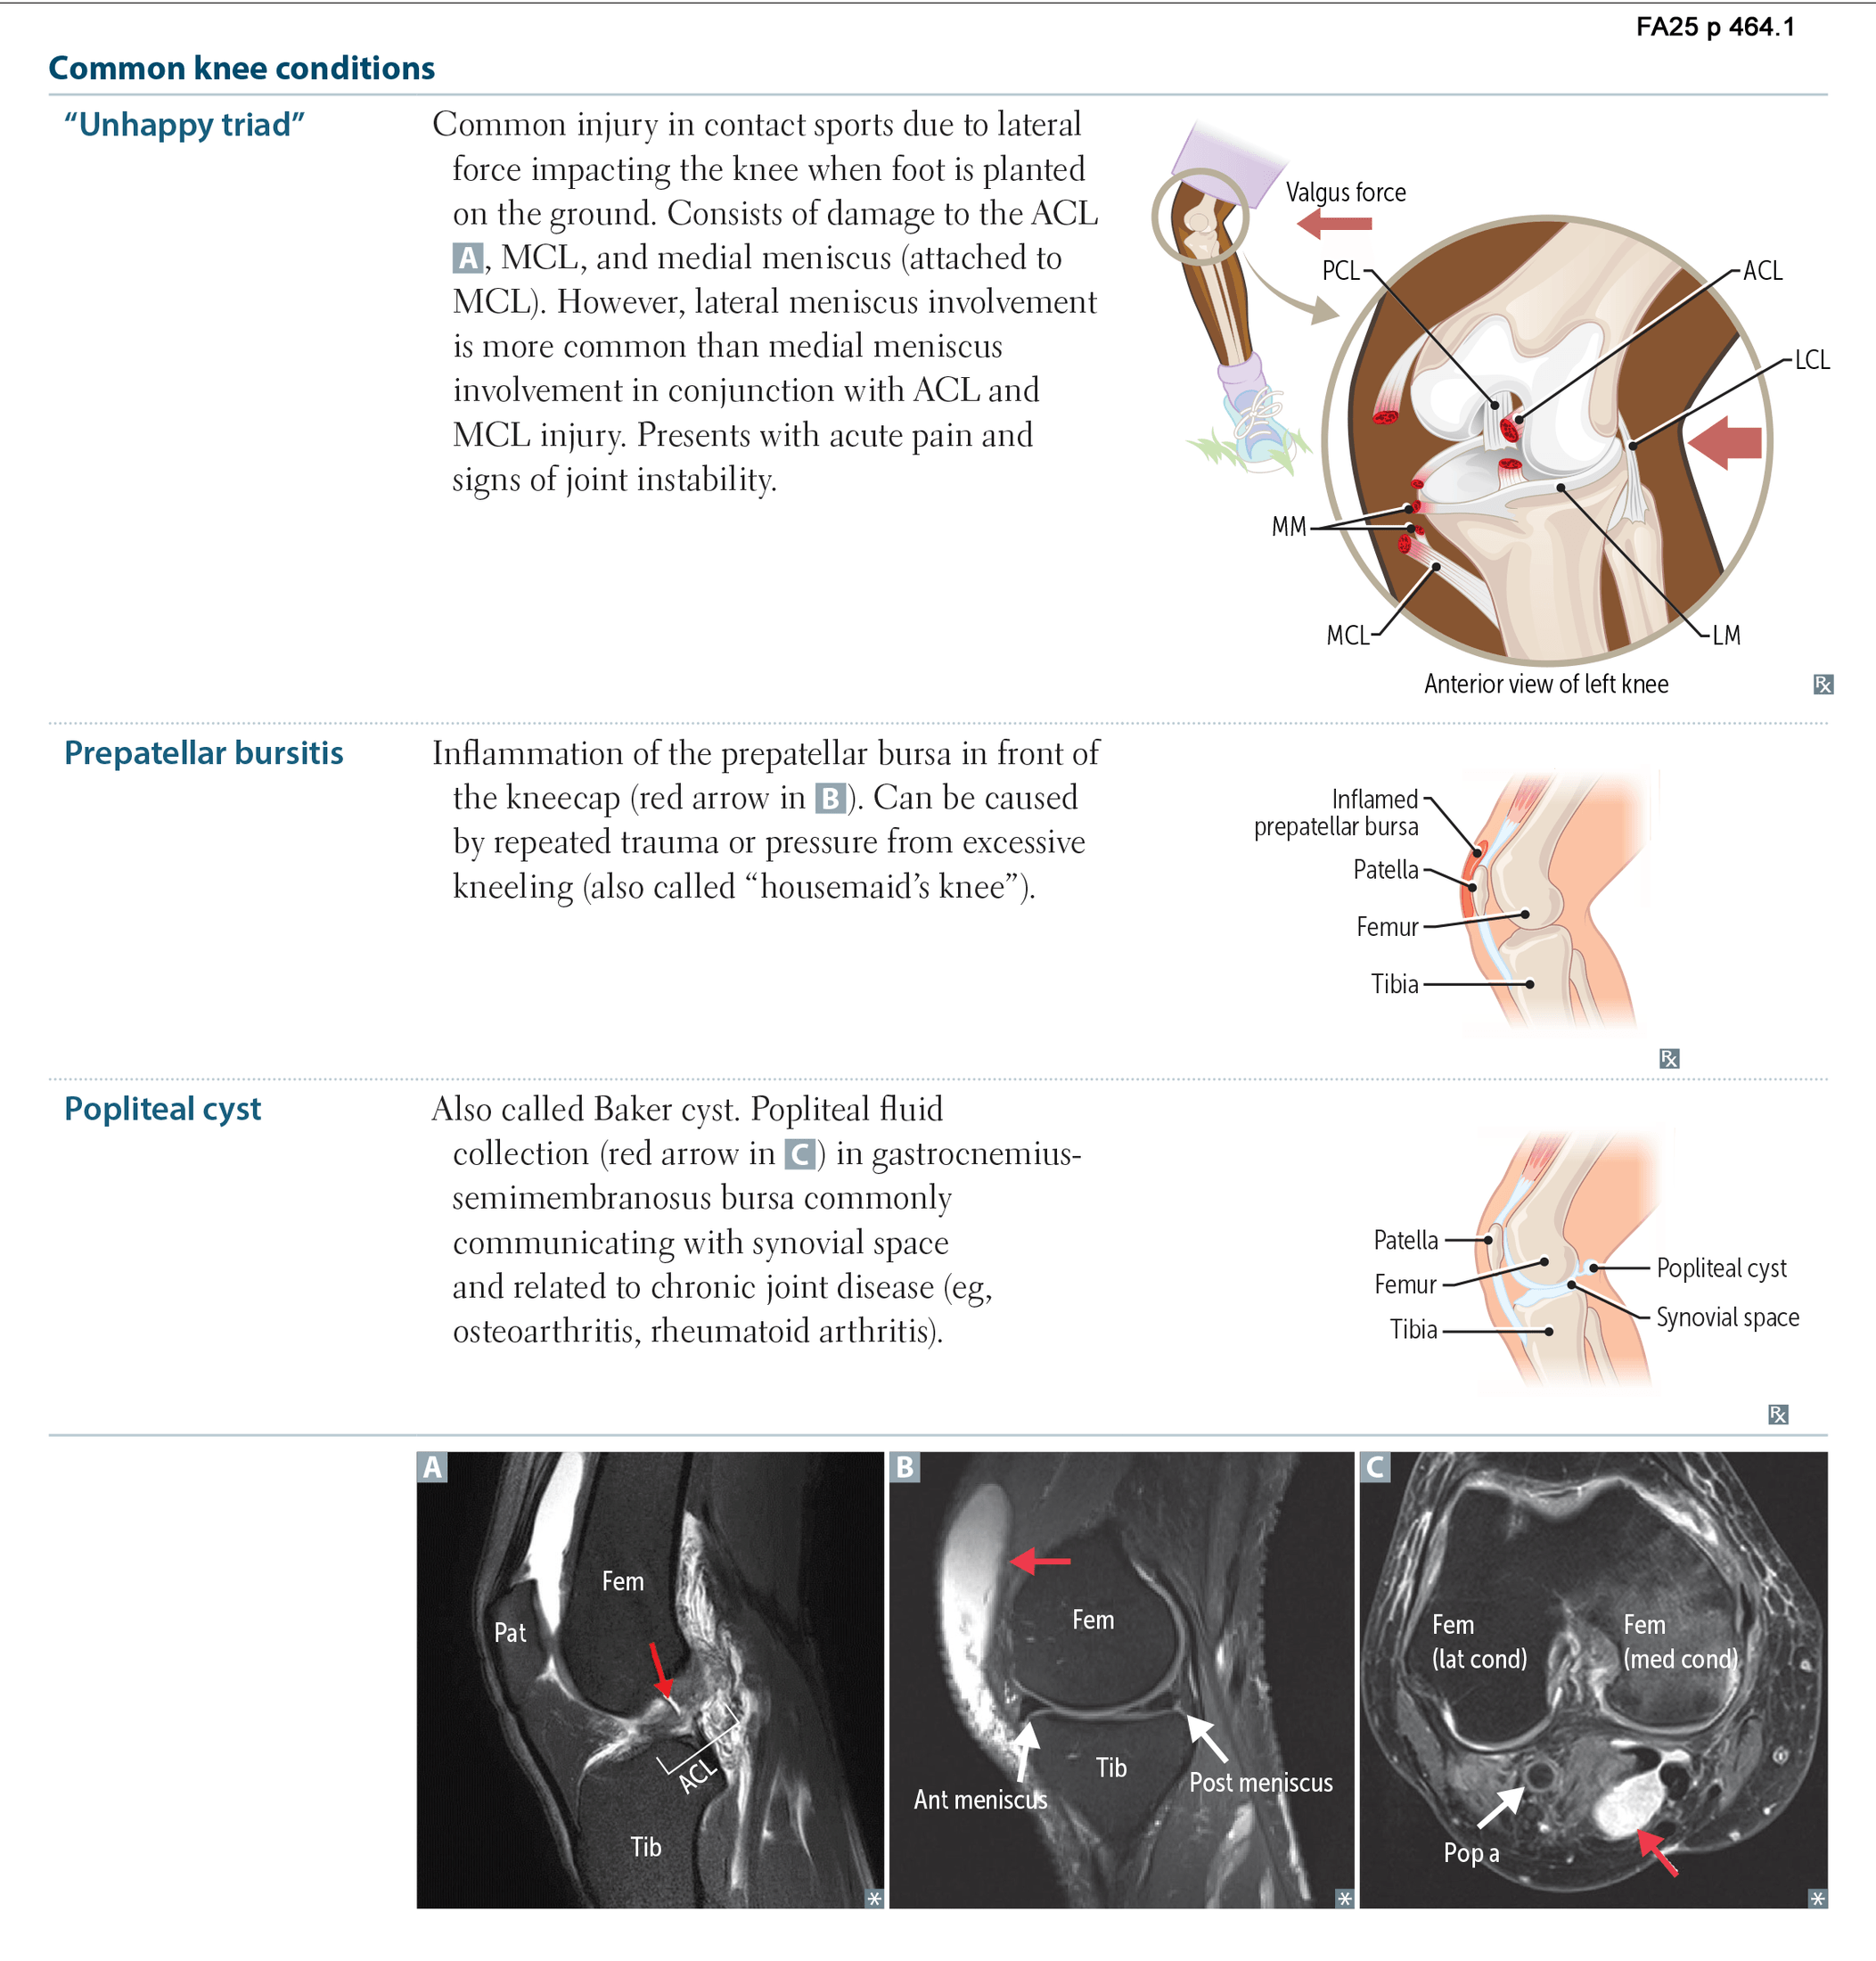 FA25 p 464.1
Common knee conditions
“Unhappy triad”
Common injury in contact sports due to lateral
force impacting the knee when foot is planted
on the ground. Consists of damage to the ACL
A, MCL, and medial meniscus (attached to
MCL). However, lateral meniscus involvement
is more common than medial meniscus
involvement in conjunction with ACL and
MCL injury. Presents with acute pain and
signs of joint instability.
Valgus force
PCL
ACL
LCL
MM
MCL
LM
Anterior view of left knee
Rx
Prepatellar bursitis
Inflammation of the prepatellar bursa in front of
the kneecap (red arrow in B). Can be caused
by repeated trauma or pressure from excessive
kneeling (also called “housemaid’s knee”).
Inflamed
prepatellar bursa
Patella
Femur
Tibia
Rx
Popliteal cyst
Also called Baker cyst. Popliteal fluid
collection (red arrow in C) in gastrocnemius-
semimembranosus bursa commonly
communicating with synovial space
and related to chronic joint disease (eg,
osteoarthritis, rheumatoid arthritis).
Patella
Femur
Tibia
Popliteal cyst
Synovial space
Rx
A
Fem
Pat
ACL
Tib
*
B
Fem
Tib
Ant meniscus
Post meniscus
*
C
Fem
(lat cond)
Fem
(med cond)
Pop a
*